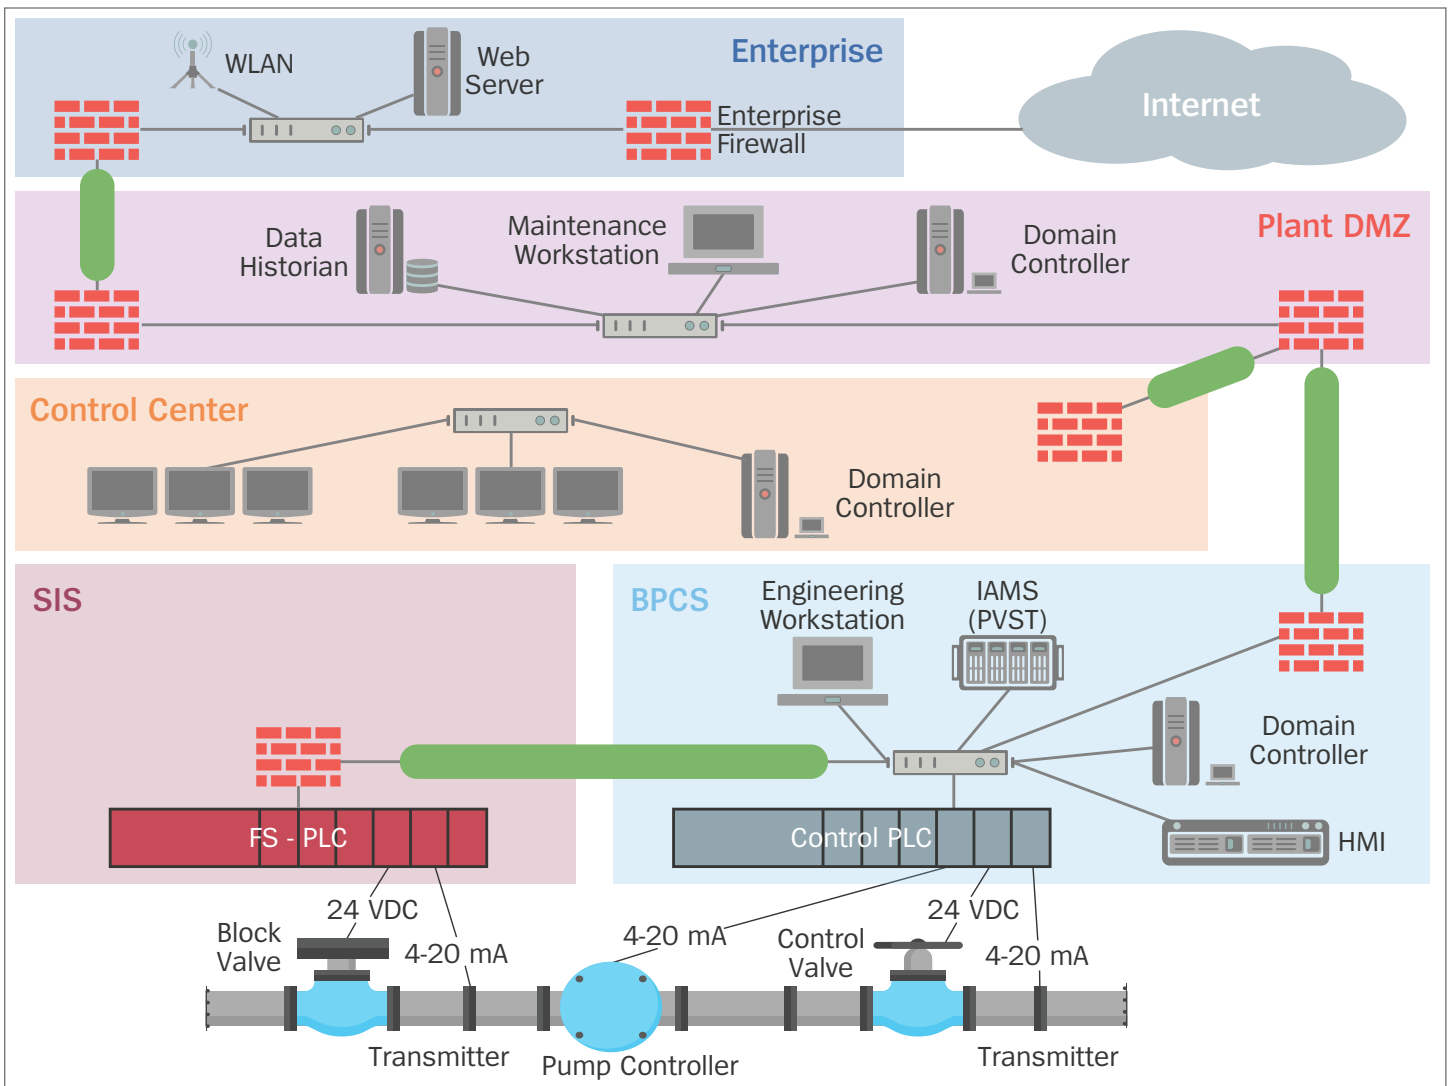 Enterprise
WLAN
Web
Server
Enterprise
Firewall
Internet
Plant DMZ
Data
Historian
Maintenance
Workstation
Domain
Controller
Control Center
Domain
Controller
SIS
BPCS
Engineering
Workstation
IAMS
(PVST)
Domain
Controller
HMI
FS - PLC
Control PLC
24 VDC
4-20 mA
Block
Valve
4-20 mA
24 VDC
Control
Valve
4-20 mA
Transmitter
Pump Controller
Transmitter